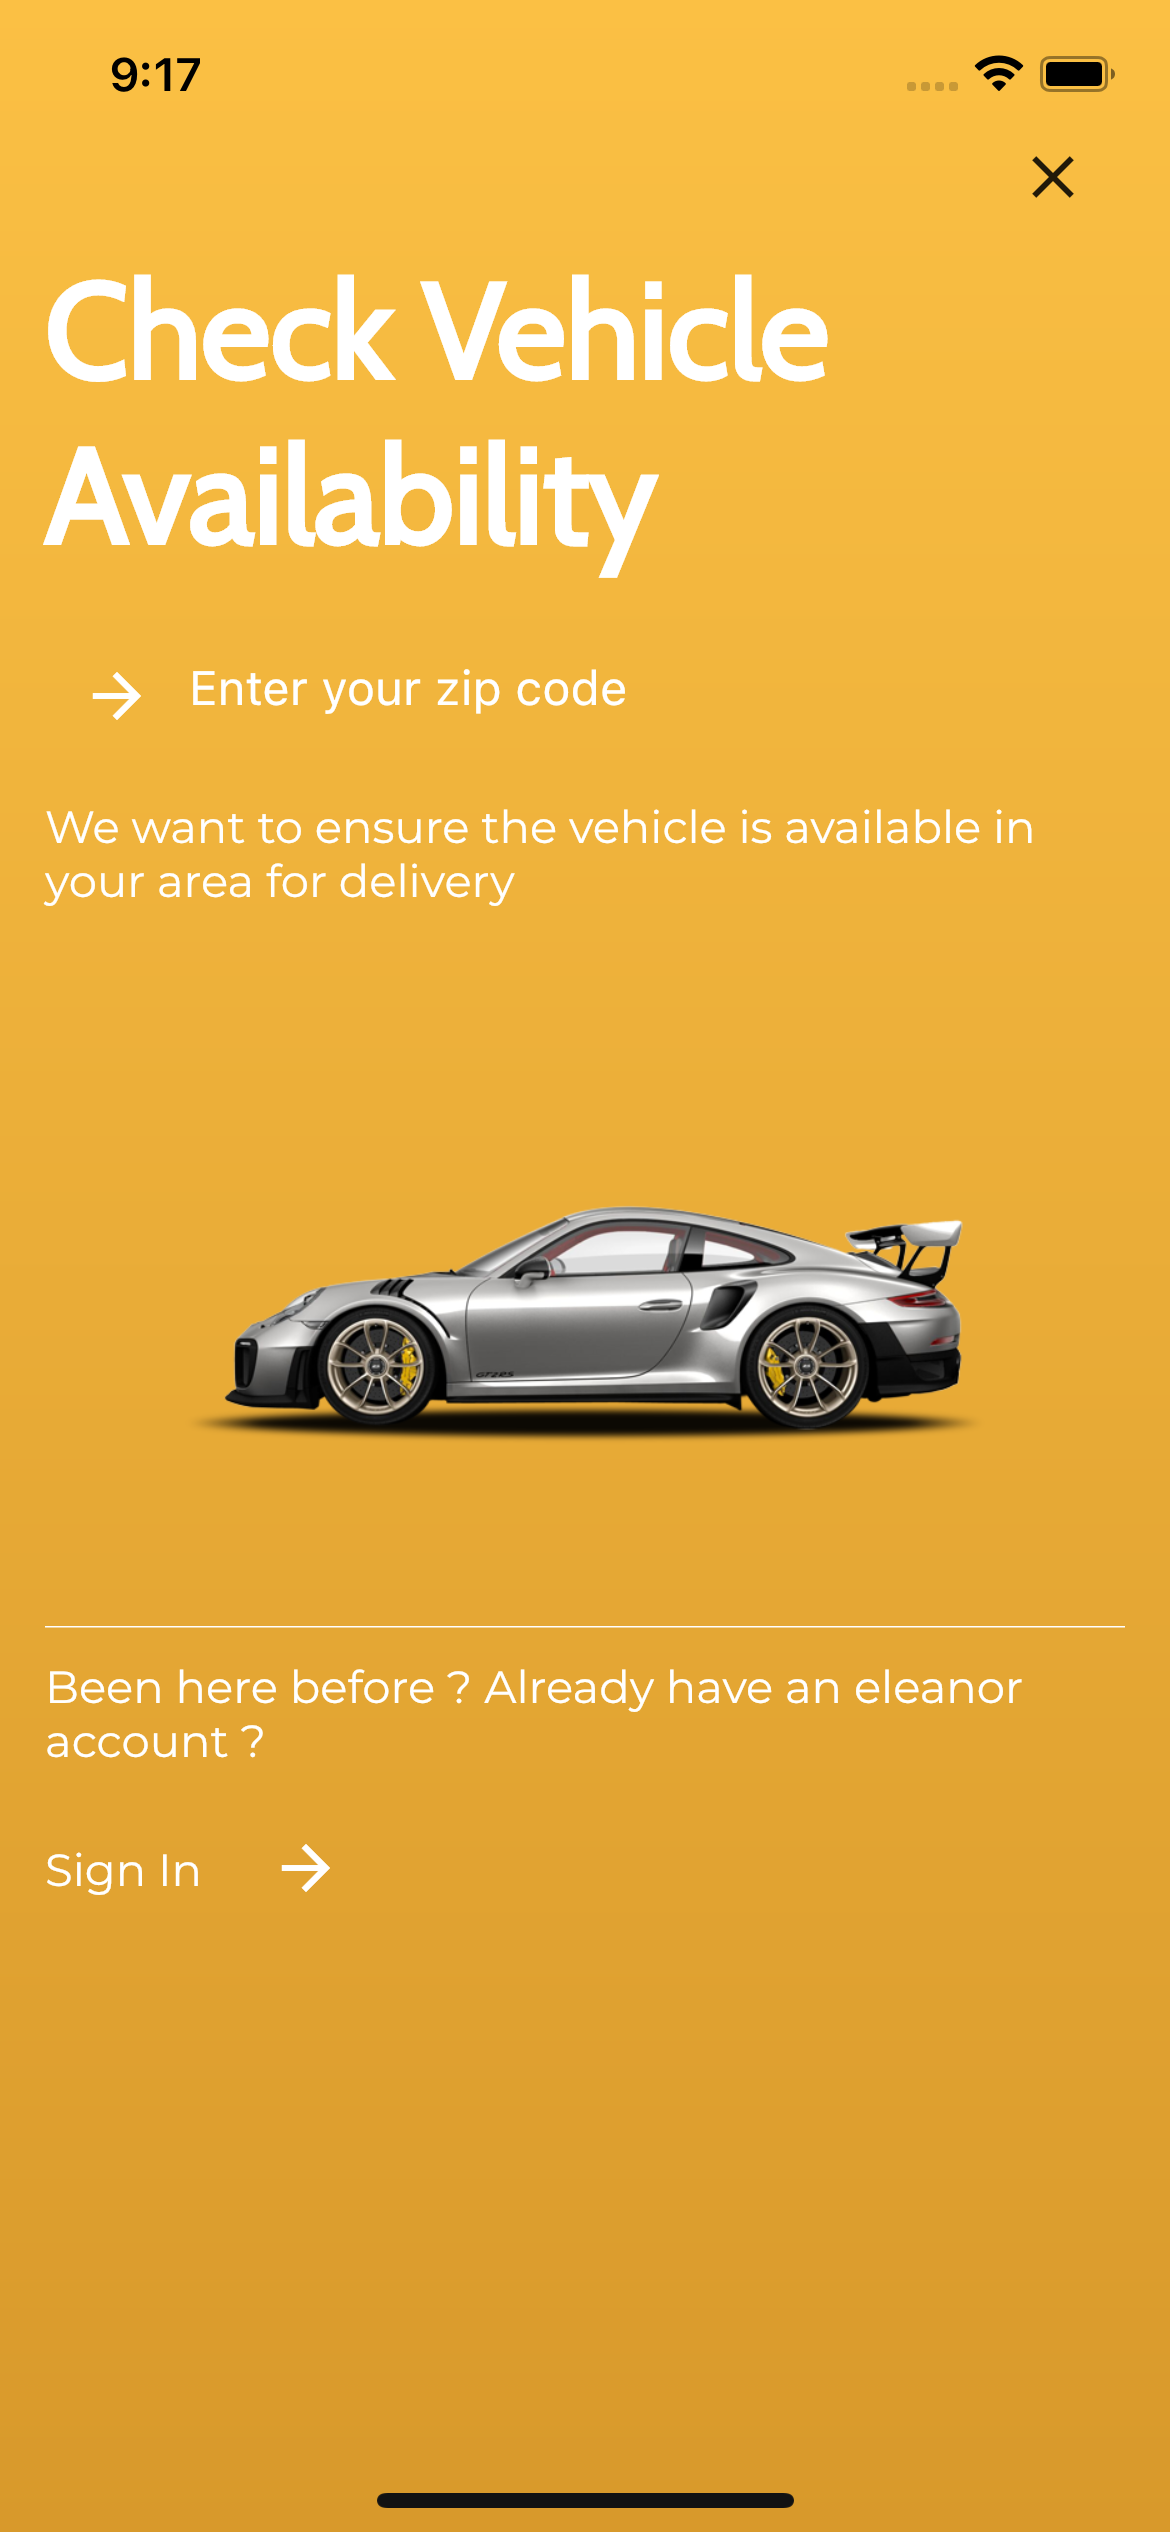 9:17
Check Vehicle
Availability
Enter your zip code
We want to ensure the vehicle is available in
your area for delivery
GT2RS
Been here before ? Already have an eleanor
account ?
Sign In